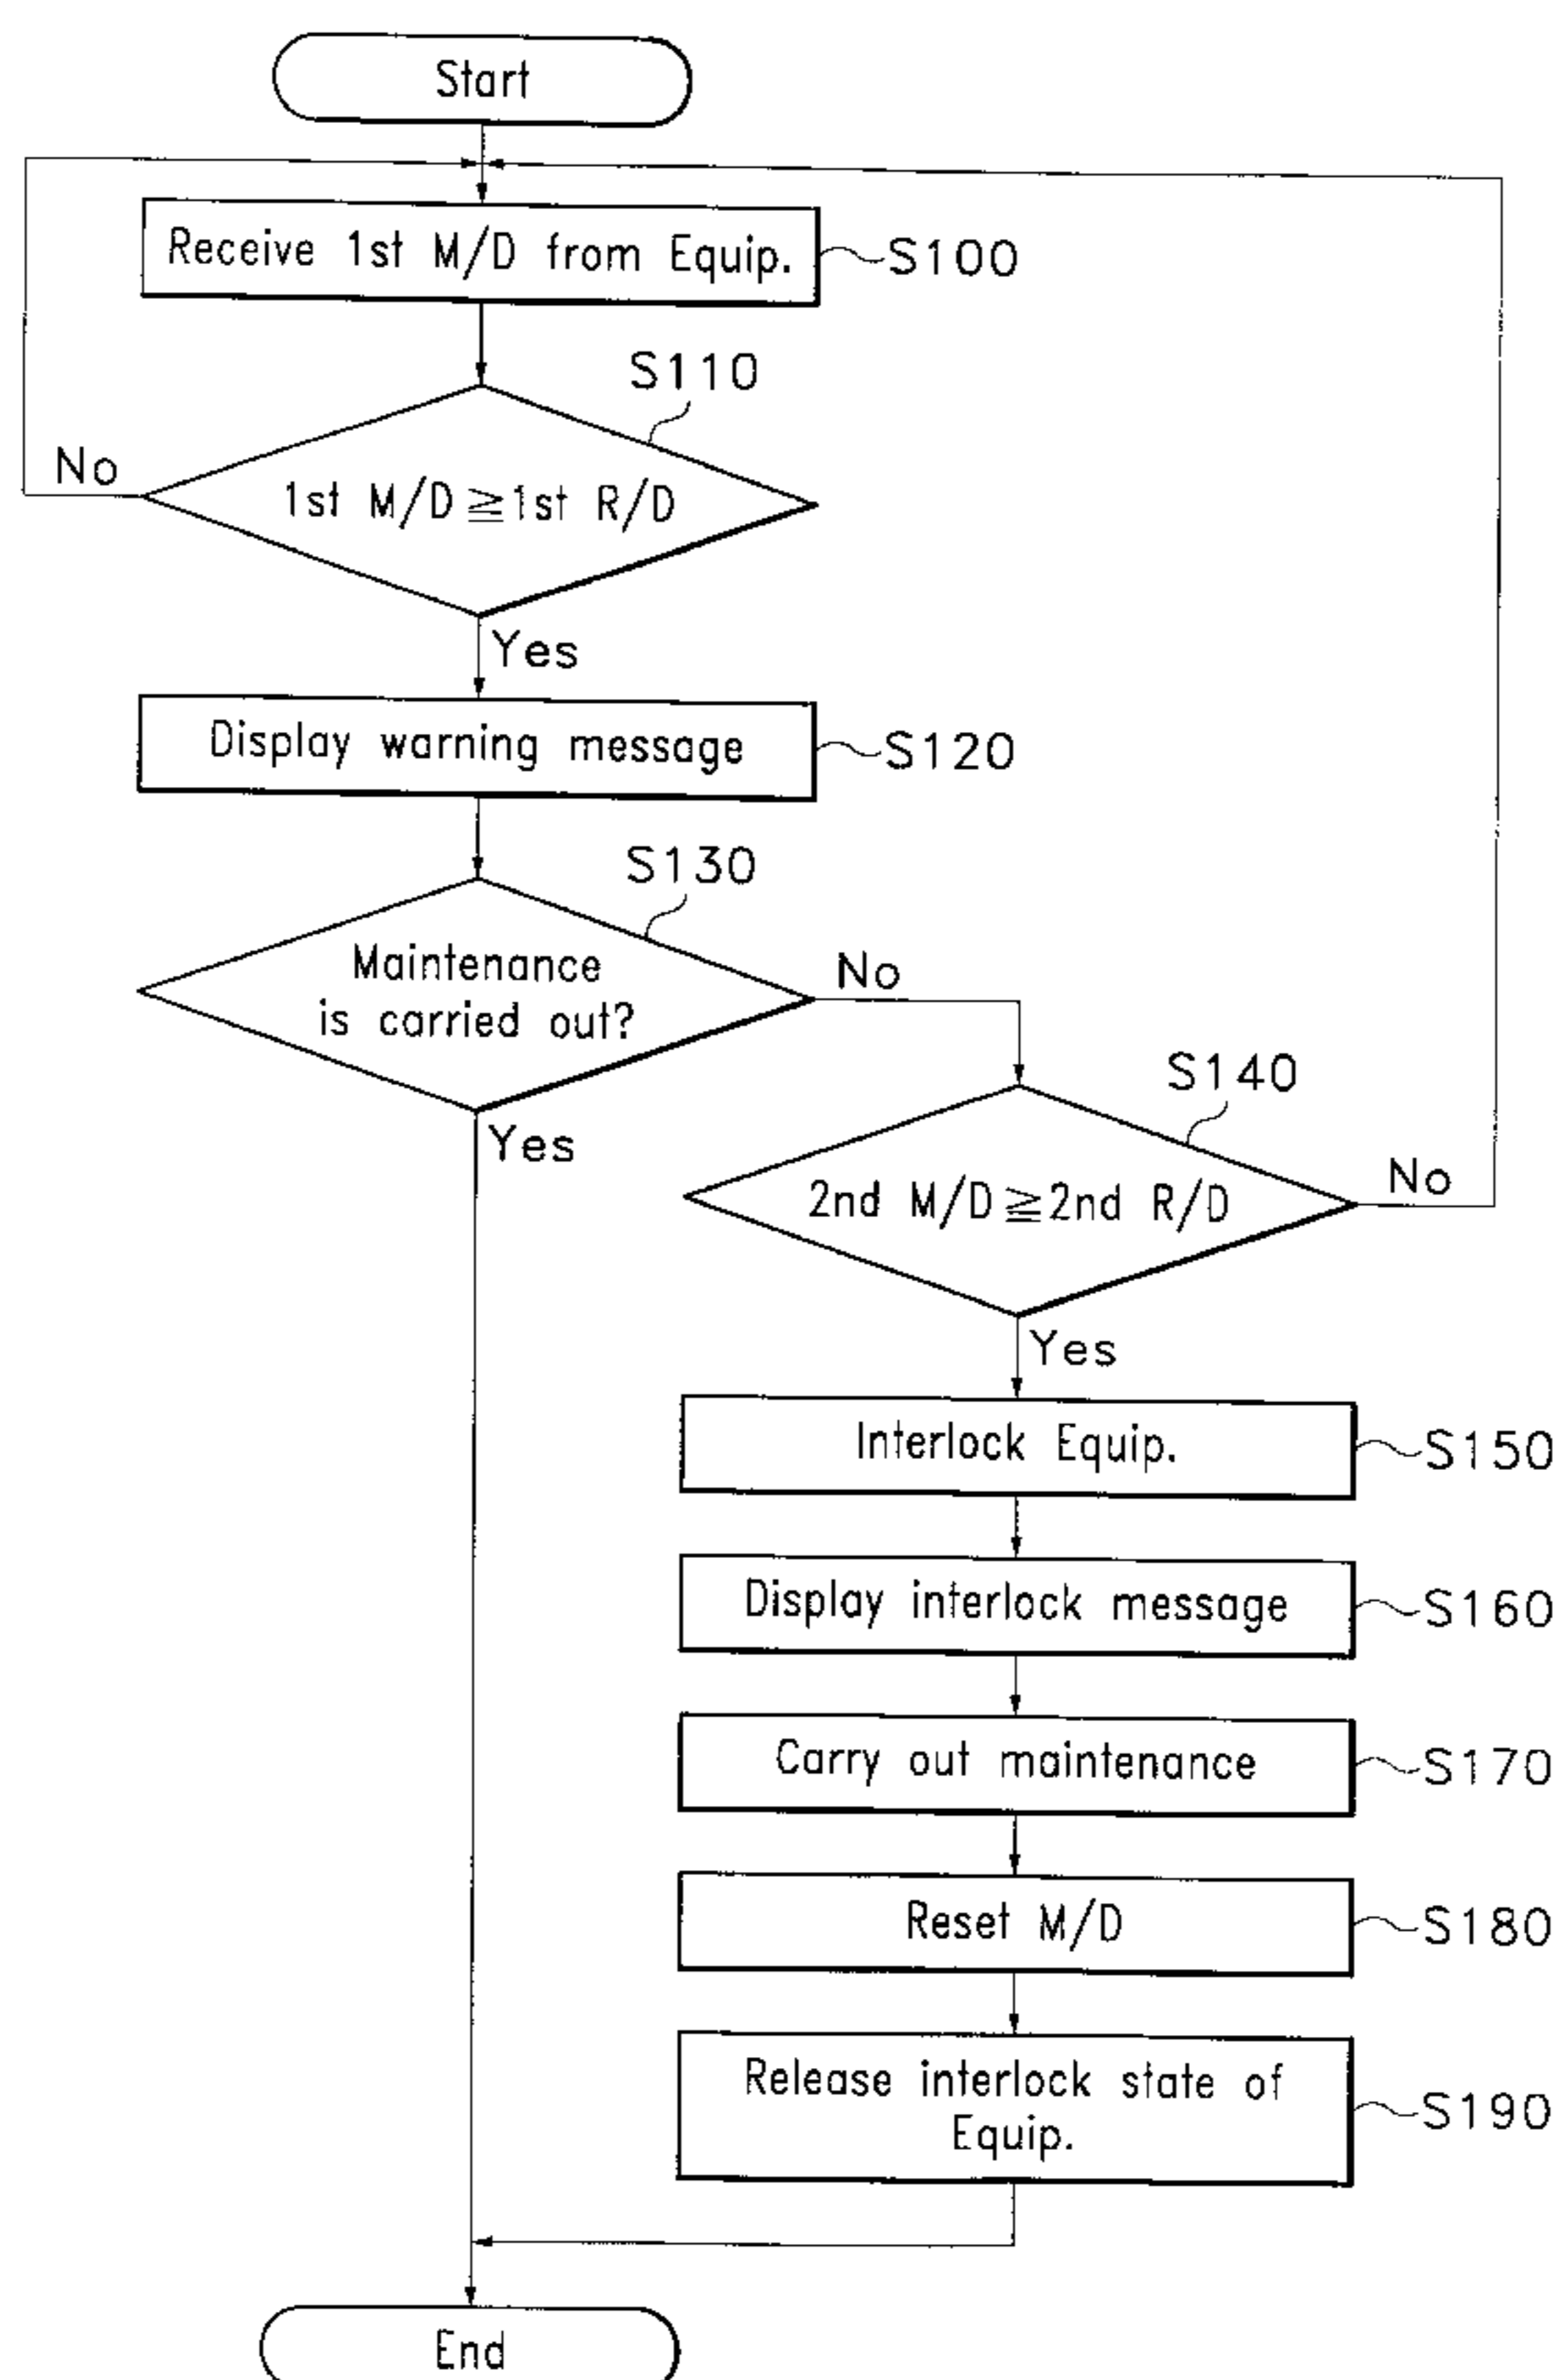 Start
Receive 1st M/D from Equip.
S100
S110
No
1st M/D≧1st R/D
Yes
Display warning message
S120
S130
Maintenance
is carried out?
No
Yes
S140
2nd M/D≧2nd R/D
No
Yes
Interlock Equip.
S150
Display interlock message
S160
Carry out maintenance
S170
Reset M/D
S180
Release interlock state of
Equip.
S190
End